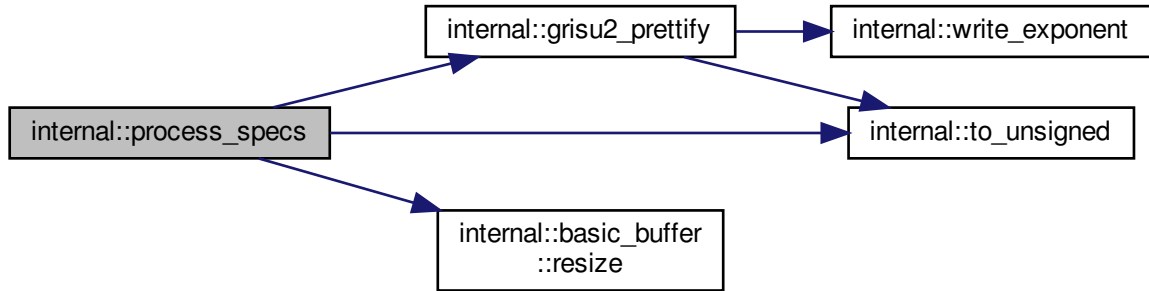 internal::grisu2_prettify
internal::write_exponent
internal::process_specs
internal::to_unsigned
internal::basic_buffer
::resize